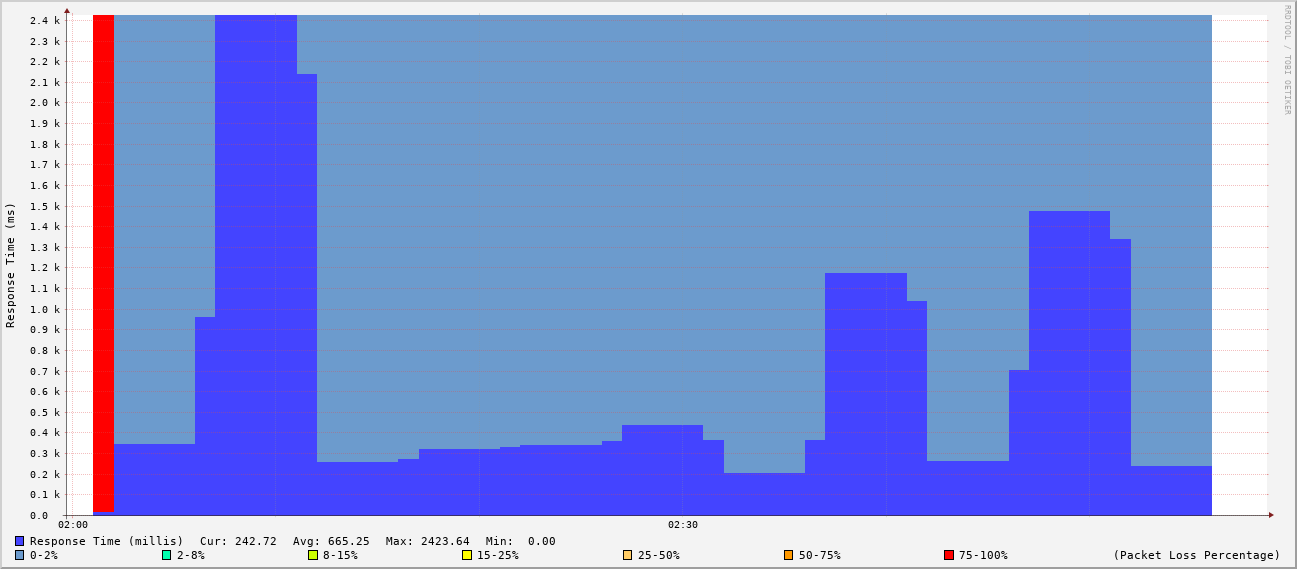 2.4 k
2.3 k
2.2 k
2.1 k
2.0 k
1.9 k
1.8 k
1.7 k
1.6 k
1.5 k
1.4 k
1.3 k
1.2 k
1.1 k
1.0 k
0.9 k
0.8 k
0.7 k
0.6 k
0.5 k
0.4 k
0.3 k
0.2 k
0.1 k
0.0
Response Time (ms)
RRDTOOL / TOBI OETIKER
02:00 02:30
Response Time (millis) Cur: 242.72 Avg: 665.25 Max: 2423.64 Min: 0.00
0-2% 2-8% 8-15% 15-25% 25-50% 50-75% 75-100% (Packet Loss Percentage)